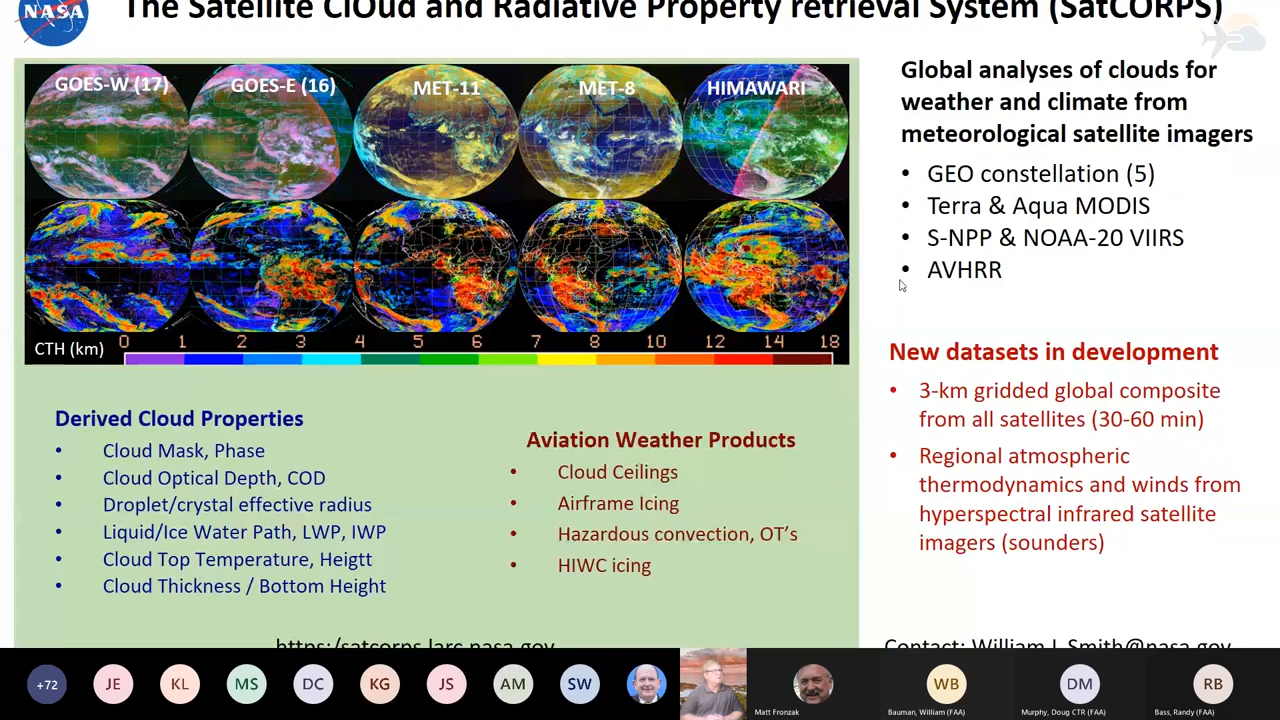 NASA
The Satellite ClOud and Radiative Property retrieval System (SatCORPS)
GOES-W (17) GOES-E (16) MET-11 MET-8 HIMAWARI
CTH (km) 0 1 2 3 4 5 6 7 8 10 12 14 18
Derived Cloud Properties
• Cloud Mask, Phase
• Cloud Optical Depth, COD
• Droplet/crystal effective radius
• Liquid/Ice Water Path, LWP, IWP
• Cloud Top Temperature, Heigtt
• Cloud Thickness / Bottom Height
Aviation Weather Products
• Cloud Ceilings
• Airframe Icing
• Hazardous convection, OT’s
• HIWC icing
https:/satcorps.larc.nasa.gov
Global analyses of clouds for
weather and climate from
meteorological satellite imagers
• GEO constellation (5)
• Terra & Aqua MODIS
• S-NPP & NOAA-20 VIIRS
• AVHRR
New datasets in development
• 3-km gridded global composite
from all satellites (30-60 min)
• Regional atmospheric
thermodynamics and winds from
hyperspectral infrared satellite
imagers (sounders)
Contact: William.L.Smith@nasa.gov
+72 JE KL MS DC KG JS AM SW WB DM RB
Matt Fronzak
Bauman, William (FAA)
Murphy, Doug CTR (FAA)
Bass, Randy (FAA)